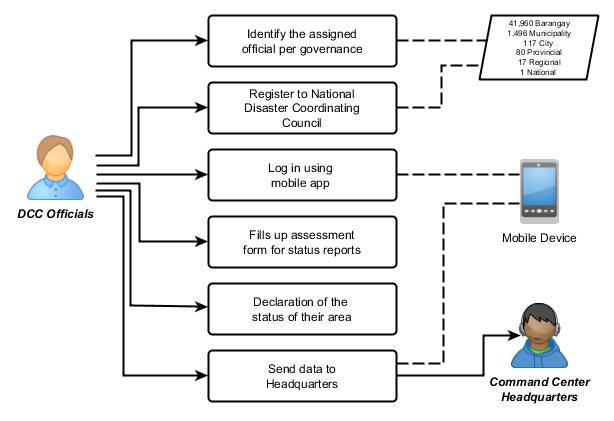 Identify the assigned
official per governance
41,960 Barangay
1,496 Municipality
117 City
80 Provincial
17 Regional
1 National
Register to National
Disaster Coordinating
Council
Log in using
mobile app
DCC Officials
Mobile Device
Fills up assessment
form for status reports
Declaration of the
status of their area
Send data to
Headquarters
Command Center
Headquarters